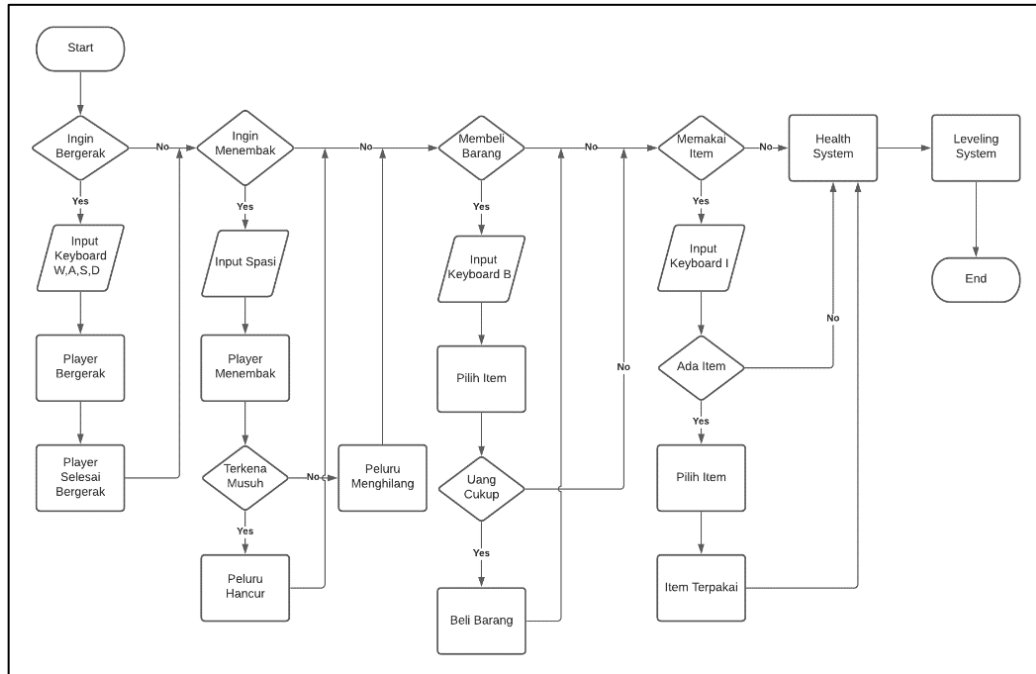 Start
Ingin
Bergerak
No
Yes
Input
Keyboard
W,A,S,D
Player
Bergerak
Player
Selesai
Bergerak
Ingin
Menembak
No
Yes
Input Spasi
Player
Menembak
Terkena
Musuh
No
Yes
Peluru
Hancur
Peluru
Menghilang
Membeli
Barang
No
Yes
Input
Keyboard B
Pilih Item
Uang
Cukup
No
Yes
Beli Barang
Memakai
Item
No
Yes
Input
Keyboard I
Ada Item
No
Yes
Pilih Item
Item Terpakai
Health
System
Leveling
System
End